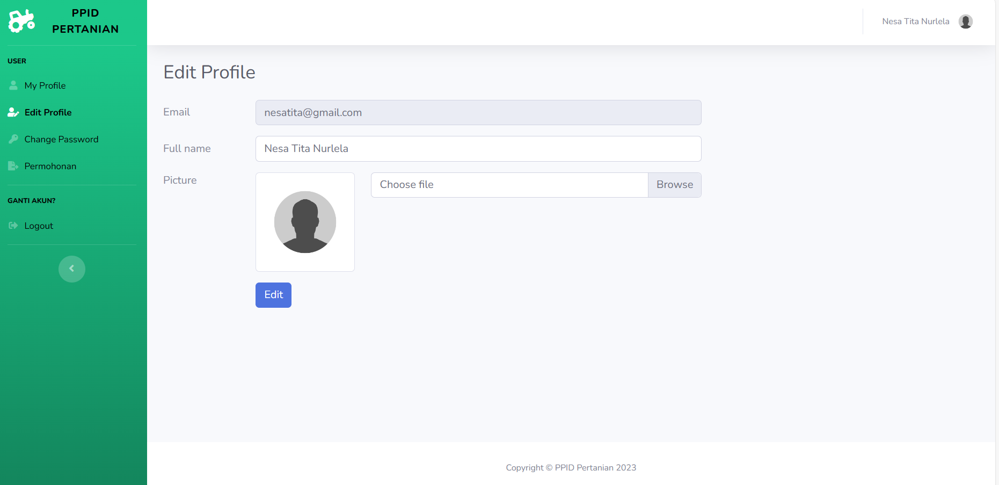 PPID
PERTANIAN
Nesa Tita Nurlela
USER
My Profile
Edit Profile
Change Password
Permohonan
GANTI AKUN?
Logout
Edit Profile
Email
nesatita@gmail.com
Full name
Nesa Tita Nurlela
Picture
Choose file
Browse
Edit
Copyright © PPID Pertanian 2023